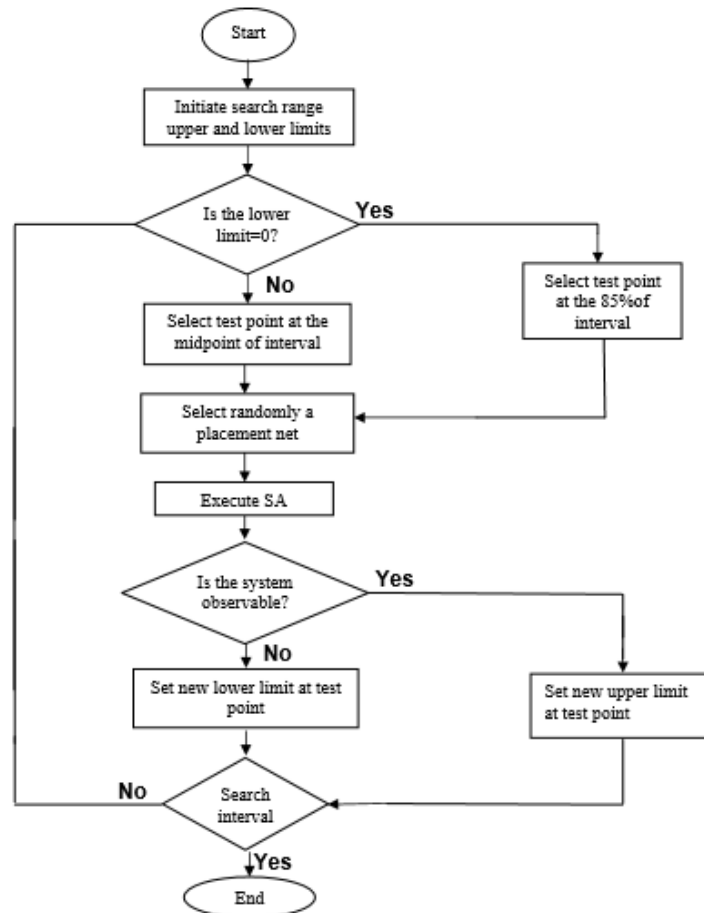 Start
Initiate search range
upper and lower limits
Is the lower
limit=0?
Yes
No
Select test point
at the 85%of
interval
Select test point at the
midpoint of interval
Select randomly a
placement net
Execute SA
Is the system
observable?
Yes
No
Set new lower limit at test
point
Set new upper limit
at test point
No
Search
interval
Yes
End